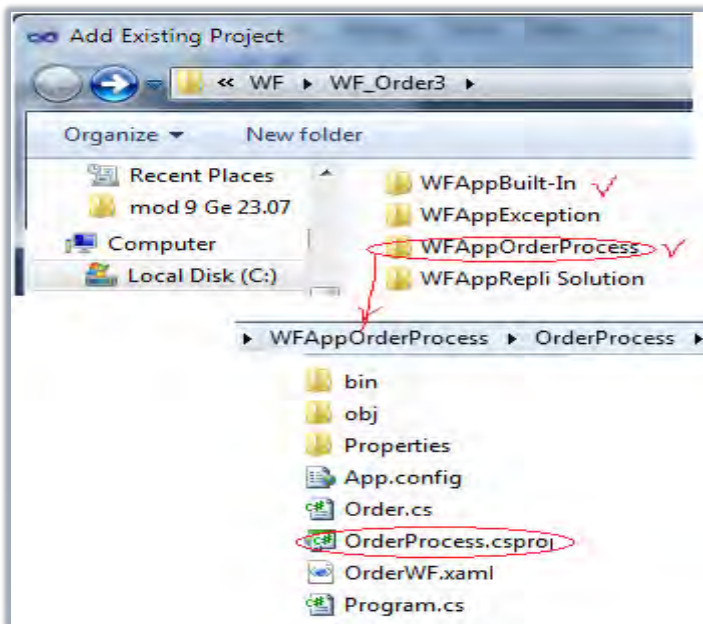 Add Existing Project
« WF ▸ WF_Order3 ▸
Organize ▾ New folder
Recent Places
mod 9 Ge 23.07
Computer
Local Disk (C:)
WFAppBuilt-In
WFAppException
WFAppOrderProcess
WFAppRepli Solution
▸ WFAppOrderProcess ▸ OrderProcess ▸
bin
obj
Properties
App.config
Order.cs
OrderProcess.csproj
OrderWF.xaml
Program.cs